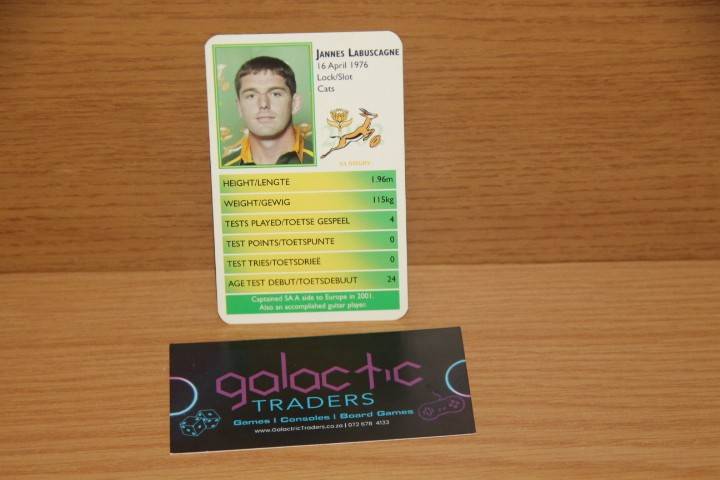 JANNES LABUSCAGNE
16 April 1976
Lock/Slot
Cats
SA RUGBY
HEIGHT/LENGTE 1.96m
WEIGHT/GEWIG 115kg
TESTS PLAYED/TOETSE GESPEEL 4
TEST POINTS/TOETSPUNTE 0
TEST TRIES/TOETSDRIEË 0
AGE TEST DEBUT/TOETSDEBUUT 24
Captained SA A side to Europe in 2001.
Also an accomplished guitar player.
galactic
TRADERS
Games | Consoles | Board Games
www.GalacticTraders.co.za | 072 878 4133